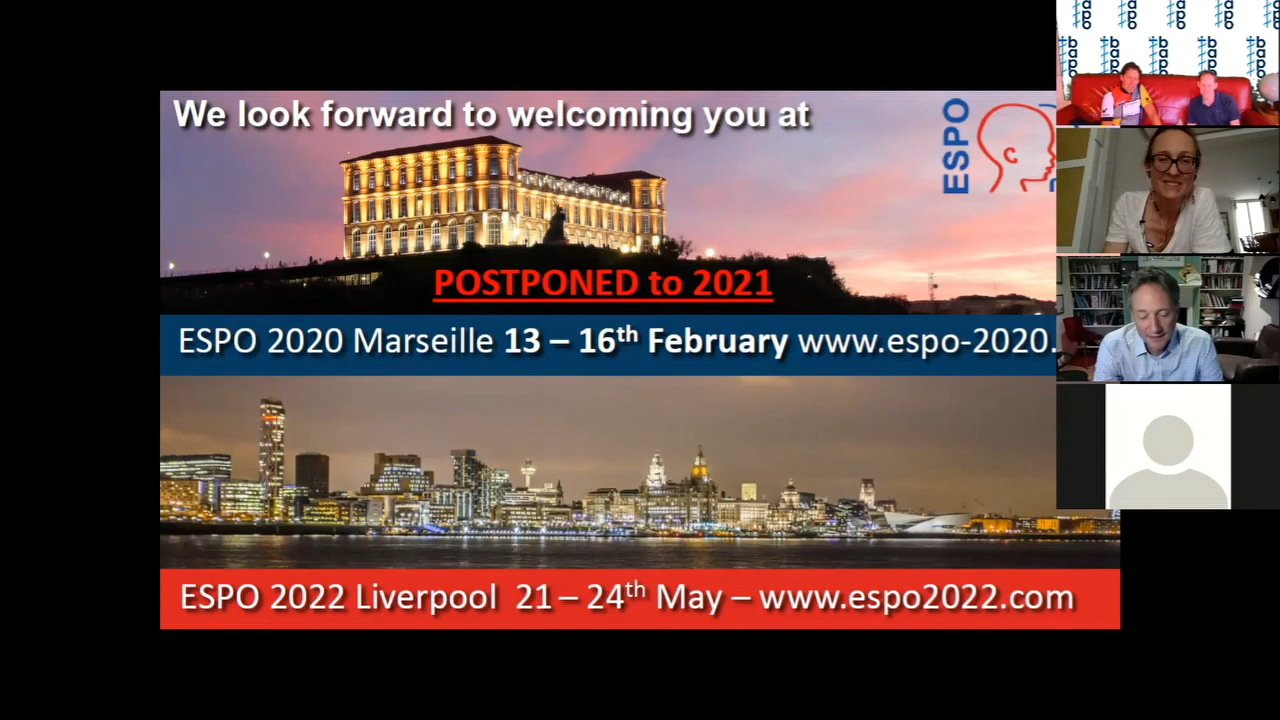 We look forward to welcoming you at
ESPO
POSTPONED to 2021
ESPO 2020 Marseille 13 – 16th February www.espo-2020.
ESPO 2022 Liverpool 21 – 24th May – www.espo2022.com